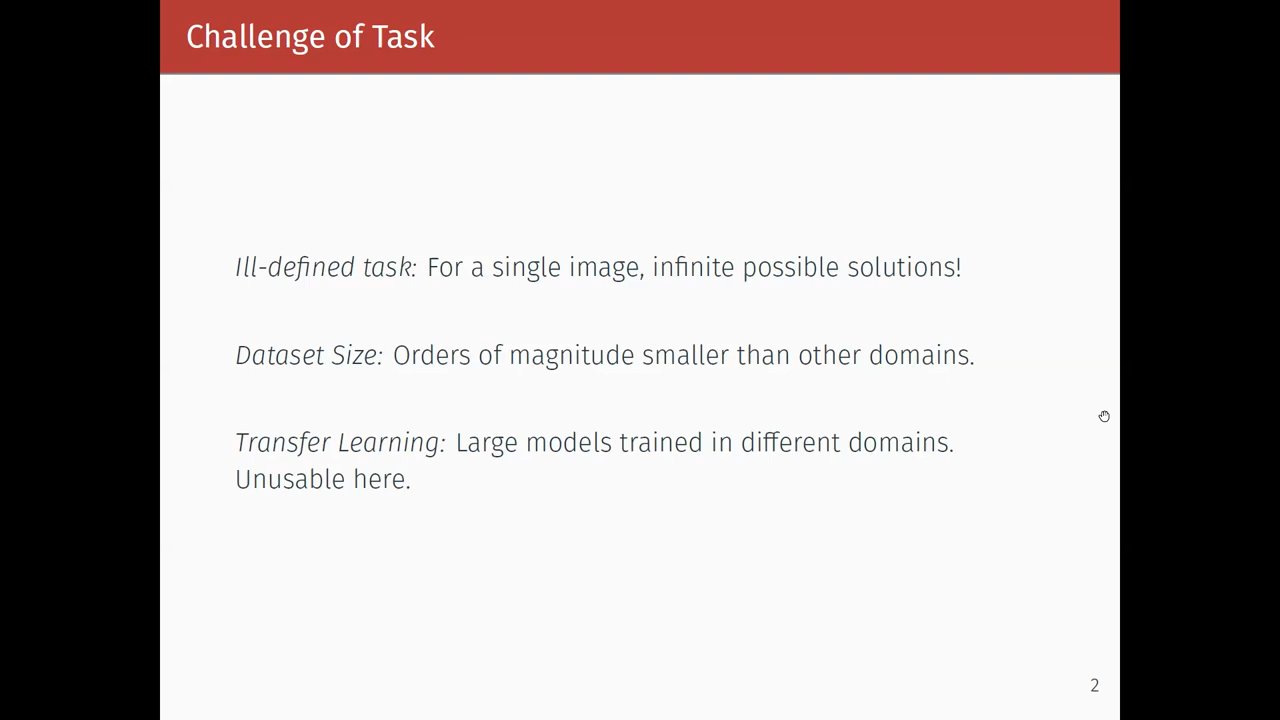 Challenge of Task
Ill-defined task: For a single image, infinite possible solutions!
Dataset Size: Orders of magnitude smaller than other domains.
Transfer Learning: Large models trained in different domains.
Unusable here.
2